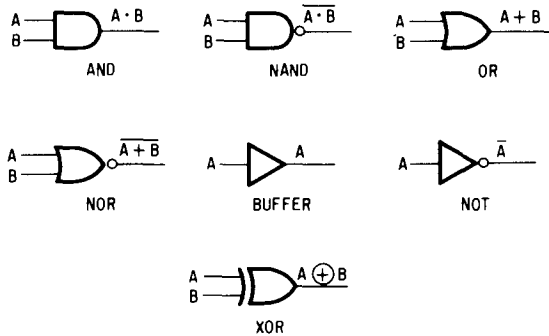 A A · B
B
AND
A A̅ ̅·̅ ̅B̅
B
NAND
A A + B
B
OR
A A̅ ̅+̅ ̅B̅
B
NOR
A A
BUFFER
A A̅
NOT
A A ⊕ B
B
XOR